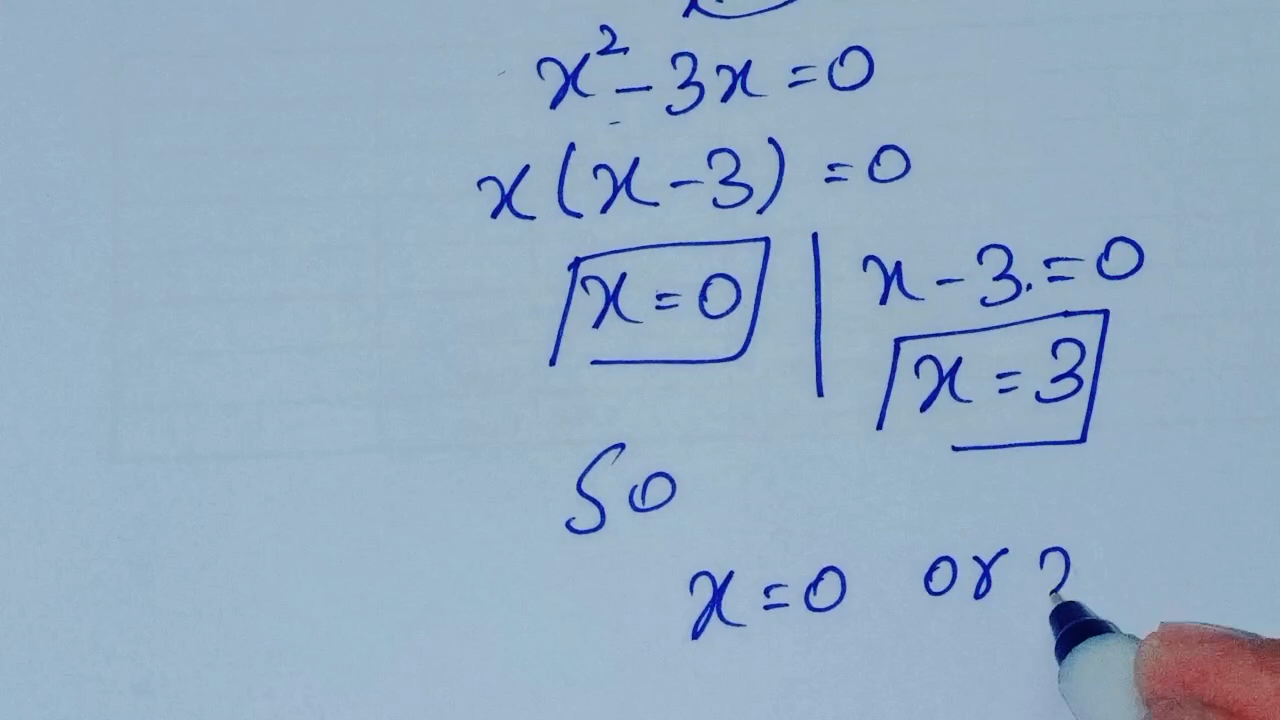 x² - 3x = 0
x(x - 3) = 0
x = 0 | x - 3 = 0
x = 3
So
x = 0 or